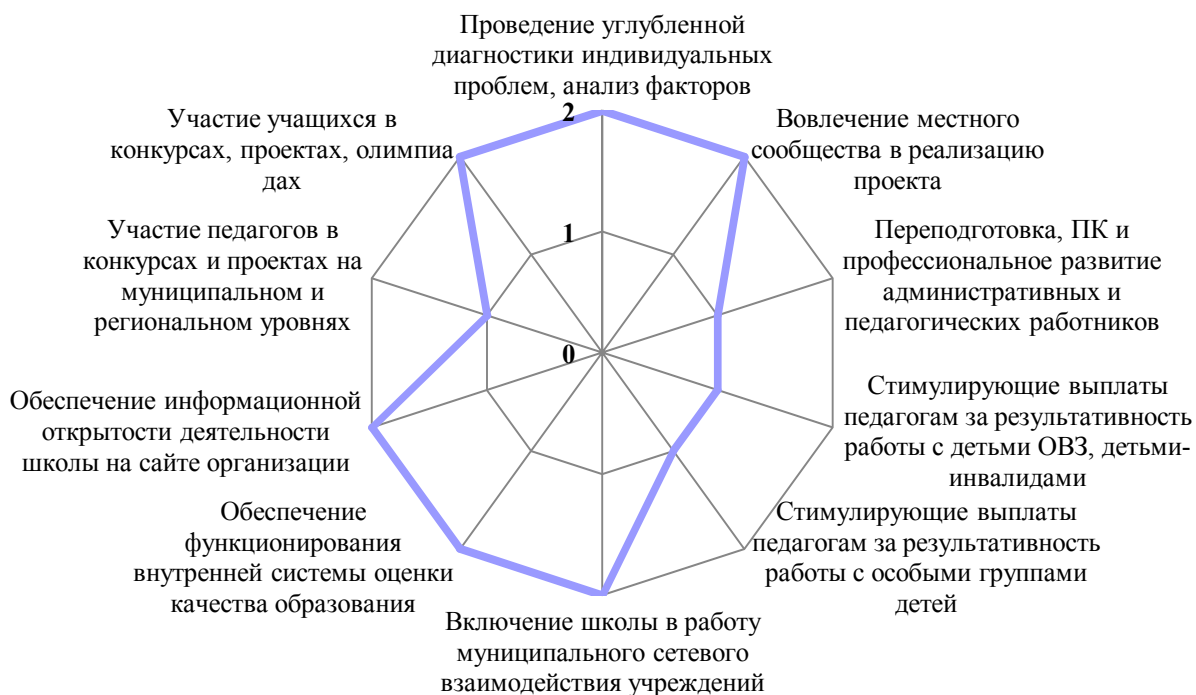 Проведение углубленной
диагностики индивидуальных
проблем, анализ факторов
2
1
0
Вовлечение местного
сообщества в реализацию
проекта
Переподготовка, ПК и
профессиональное развитие
административных и
педагогических работников
Стимулирующие выплаты
педагогам за результативность
работы с детьми ОВЗ, детьми-
инвалидами
Стимулирующие выплаты
педагогам за результативность
работы с особыми группами
детей
Включение школы в работу
муниципального сетевого
взаимодействия учреждений
Обеспечение
функционирования
внутренней системы оценки
качества образования
Обеспечение информационной
открытости деятельности
школы на сайте организации
Участие педагогов в
конкурсах и проектах на
муниципальном и
региональном уровнях
Участие учащихся в
конкурсах, проектах, олимпиа
дах